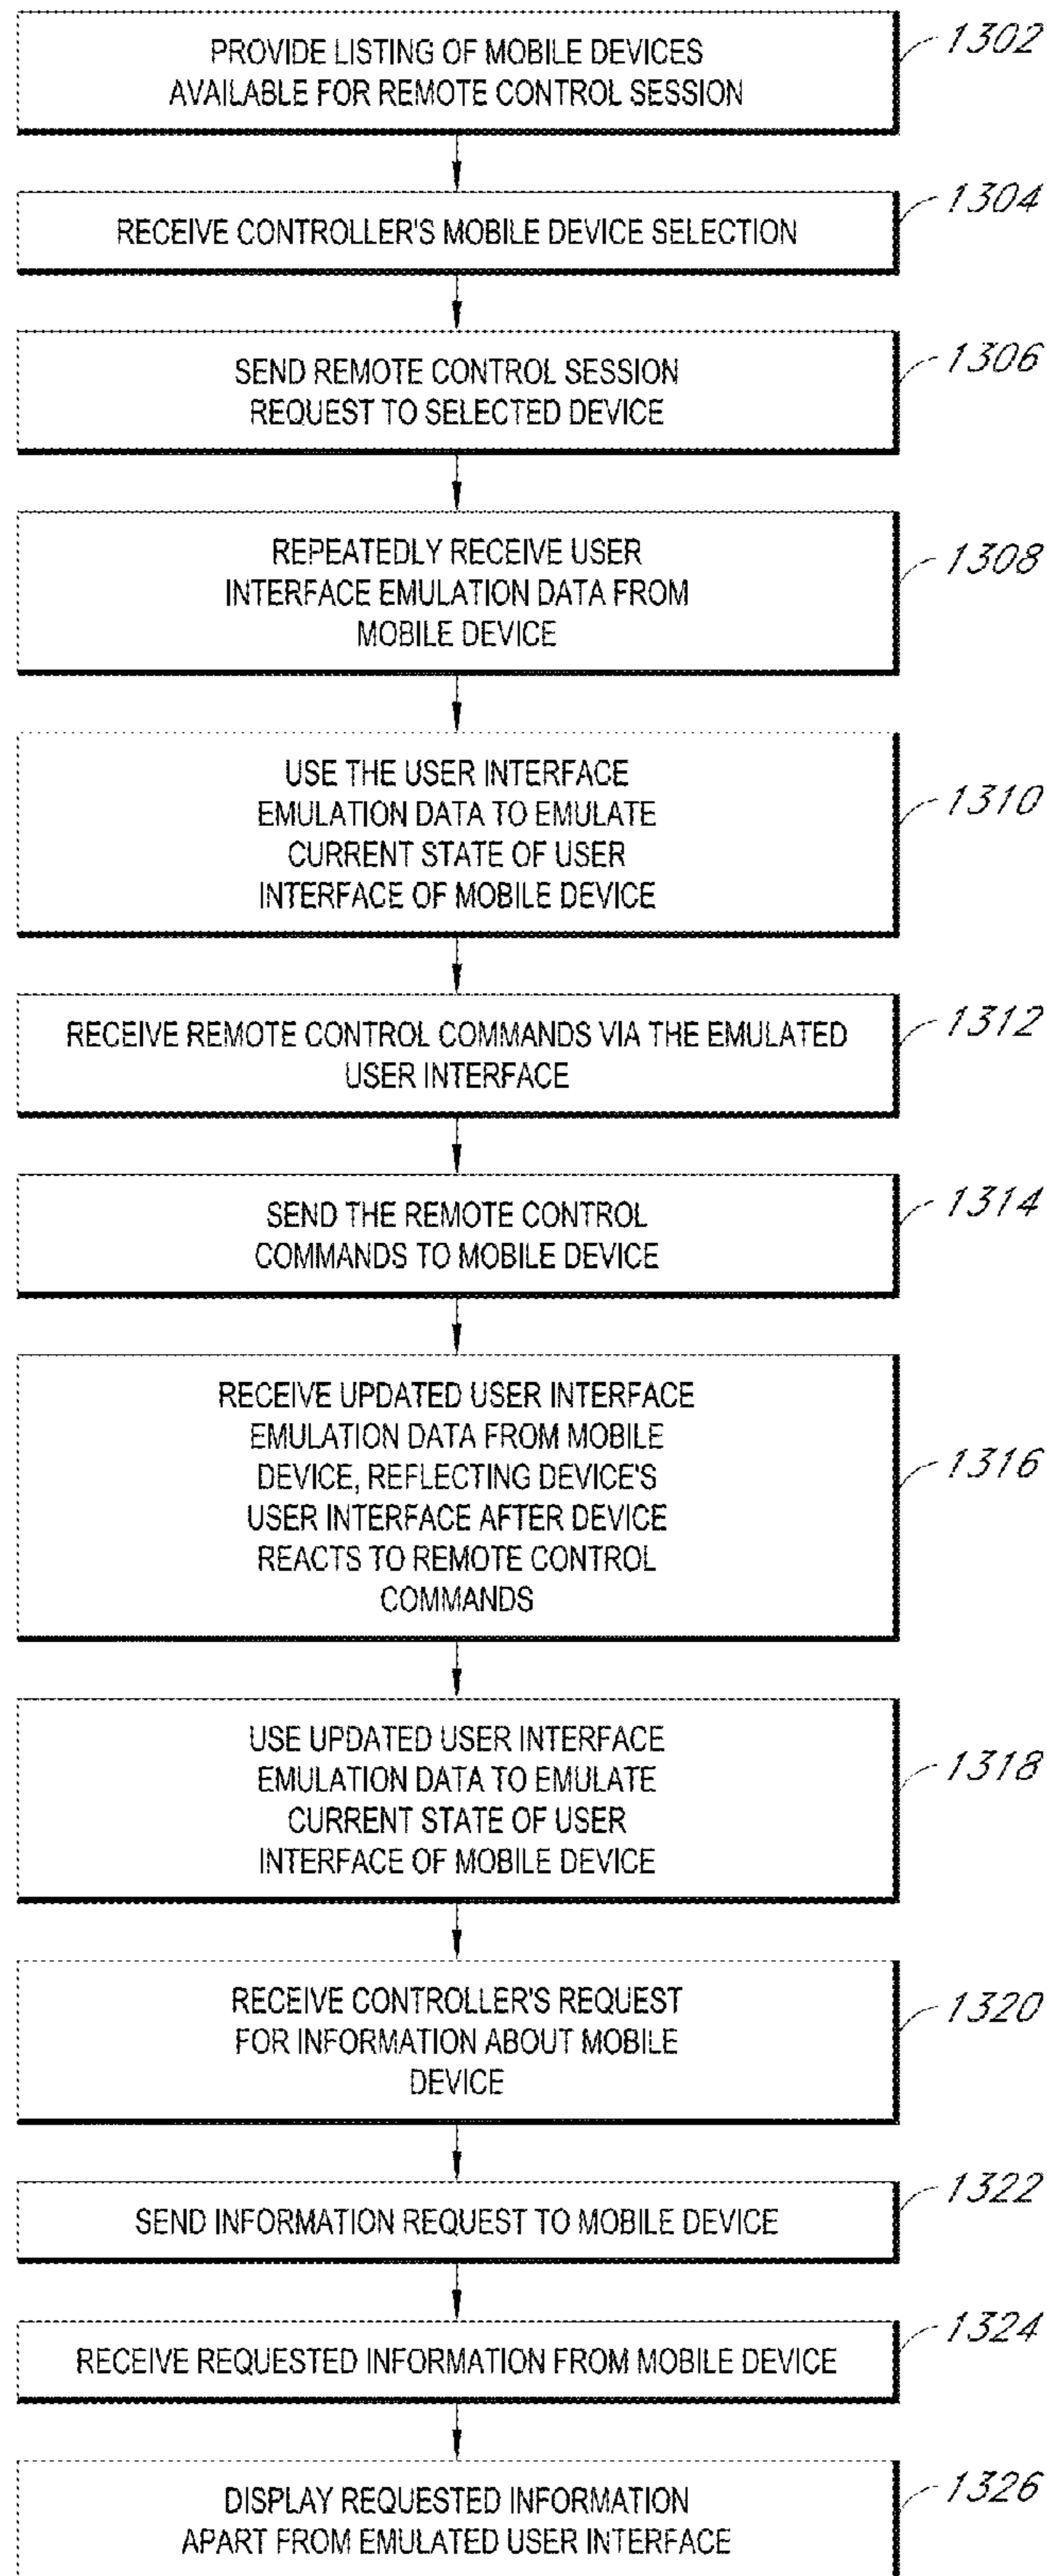 PROVIDE LISTING OF MOBILE DEVICES
AVAILABLE FOR REMOTE CONTROL SESSION
1302
RECEIVE CONTROLLER'S MOBILE DEVICE SELECTION
1304
SEND REMOTE CONTROL SESSION
REQUEST TO SELECTED DEVICE
1306
REPEATEDLY RECEIVE USER
INTERFACE EMULATION DATA FROM
MOBILE DEVICE
1308
USE THE USER INTERFACE
EMULATION DATA TO EMULATE
CURRENT STATE OF USER
INTERFACE OF MOBILE DEVICE
1310
RECEIVE REMOTE CONTROL COMMANDS VIA THE EMULATED
USER INTERFACE
1312
SEND THE REMOTE CONTROL
COMMANDS TO MOBILE DEVICE
1314
RECEIVE UPDATED USER INTERFACE
EMULATION DATA FROM MOBILE
DEVICE, REFLECTING DEVICE'S
USER INTERFACE AFTER DEVICE
REACTS TO REMOTE CONTROL
COMMANDS
1316
USE UPDATED USER INTERFACE
EMULATION DATA TO EMULATE
CURRENT STATE OF USER
INTERFACE OF MOBILE DEVICE
1318
RECEIVE CONTROLLER'S REQUEST
FOR INFORMATION ABOUT MOBILE
DEVICE
1320
SEND INFORMATION REQUEST TO MOBILE DEVICE
1322
RECEIVE REQUESTED INFORMATION FROM MOBILE DEVICE
1324
DISPLAY REQUESTED INFORMATION
APART FROM EMULATED USER INTERFACE
1326